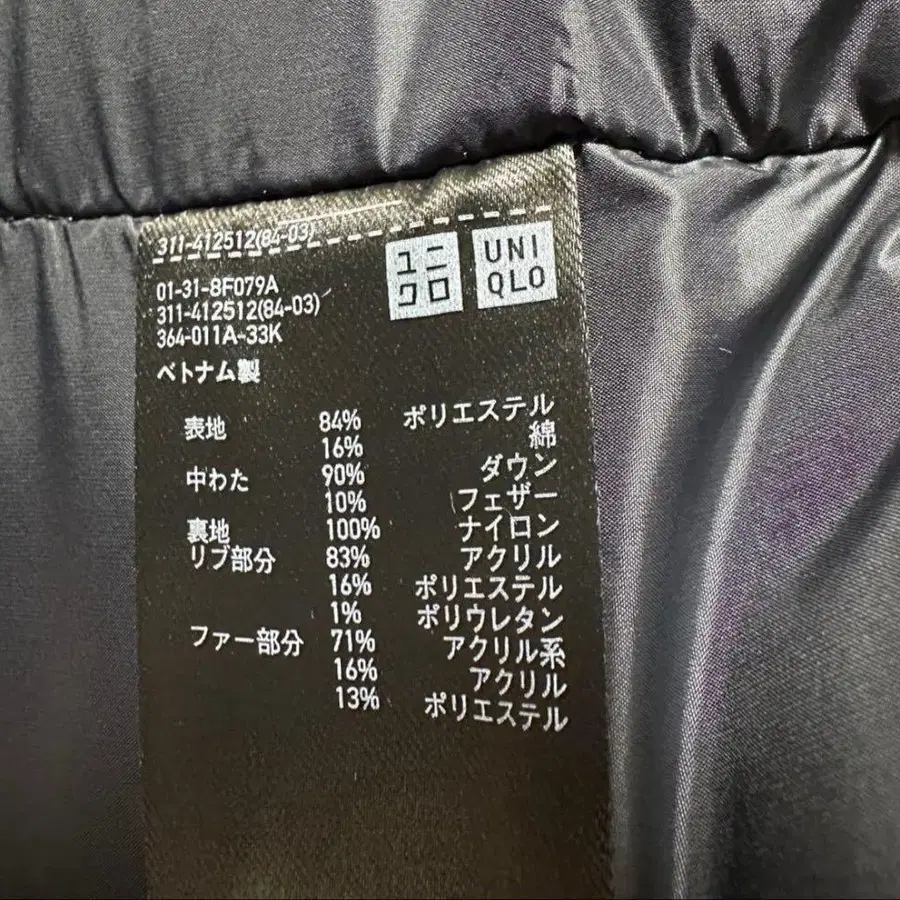 311-412512(84-03)
ユニクロ
UNIQLO
01-31-8F079A
311-412512(84-03)
364-011A-33K
ベトナム製
表地 84% ポリエステル
16% 綿
中わた 90% ダウン
10% フェザー
裏地 100% ナイロン
リブ部分 83% アクリル
16% ポリエステル
1% ポリウレタン
ファー部分 71% アクリル系
16% アクリル
13% ポリエステル